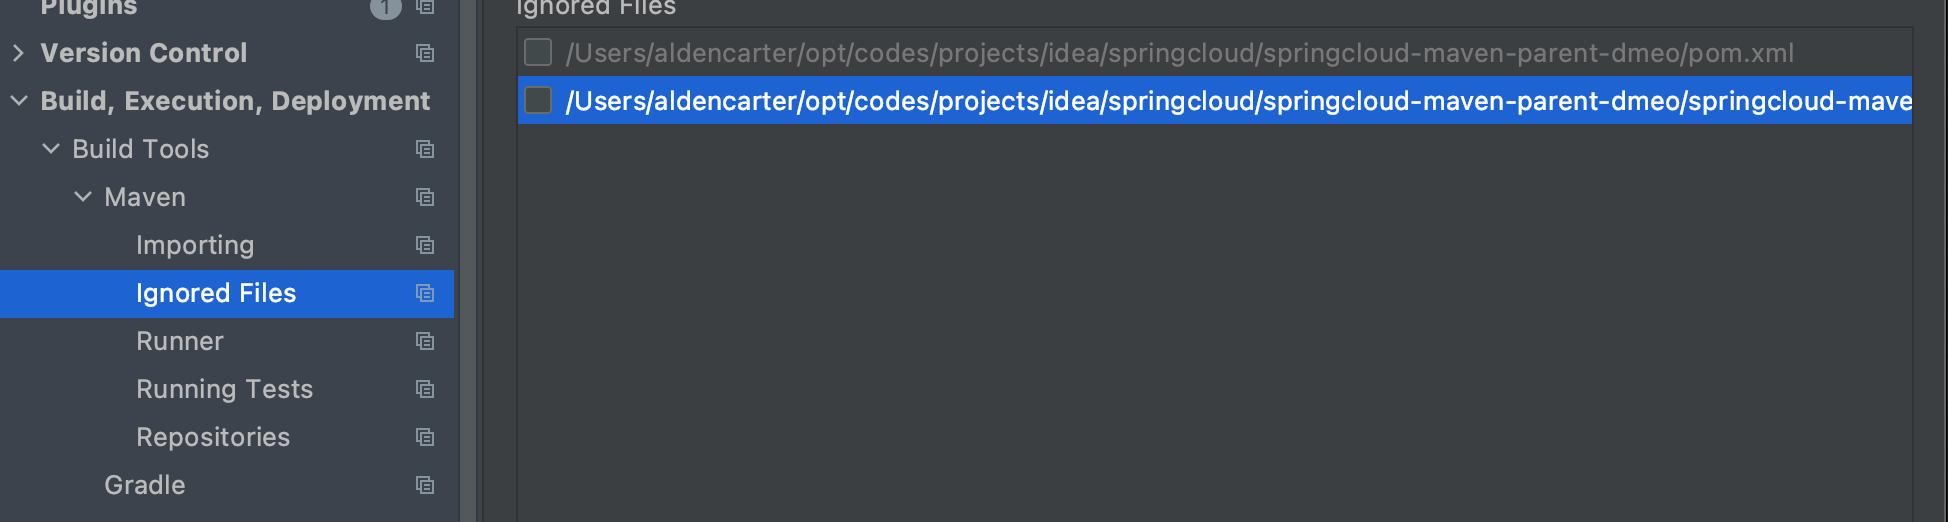 Plugins 1
Version Control
Build, Execution, Deployment
Build Tools
Maven
Importing
Ignored Files
Runner
Running Tests
Repositories
Gradle
Ignored Files
/Users/aldencarter/opt/codes/projects/idea/springcloud/springcloud-maven-parent-dmeo/pom.xml
/Users/aldencarter/opt/codes/projects/idea/springcloud/springcloud-maven-parent-dmeo/springcloud-mave